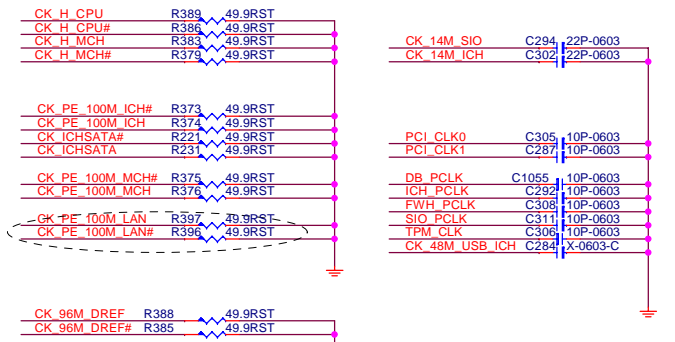 CK_H_CPU R389 49.9RST
CK_H_CPU# R386 49.9RST
CK_H_MCH R383 49.9RST
CK_H_MCH# R379 49.9RST
CK_PE_100M_ICH# R373 49.9RST
CK_PE_100M_ICH R374 49.9RST
CK_ICHSATA# R221 49.9RST
CK_ICHSATA R231 49.9RST
CK_PE_100M_MCH# R375 49.9RST
CK_PE_100M_MCH R376 49.9RST
CK_PE_100M_LAN R397 49.9RST
CK_PE_100M_LAN# R396 49.9RST
CK_96M_DREF R388 49.9RST
CK_96M_DREF# R385 49.9RST
CK_14M_SIO C294 22P-0603
CK_14M_ICH C302 22P-0603
PCI_CLK0 C305 10P-0603
PCI_CLK1 C287 10P-0603
DB_PCLK C1055 10P-0603
ICH_PCLK C292 10P-0603
FWH_PCLK C308 10P-0603
SIO_PCLK C311 10P-0603
TPM_CLK C306 10P-0603
CK_48M_USB_ICH C284 X-0603-C